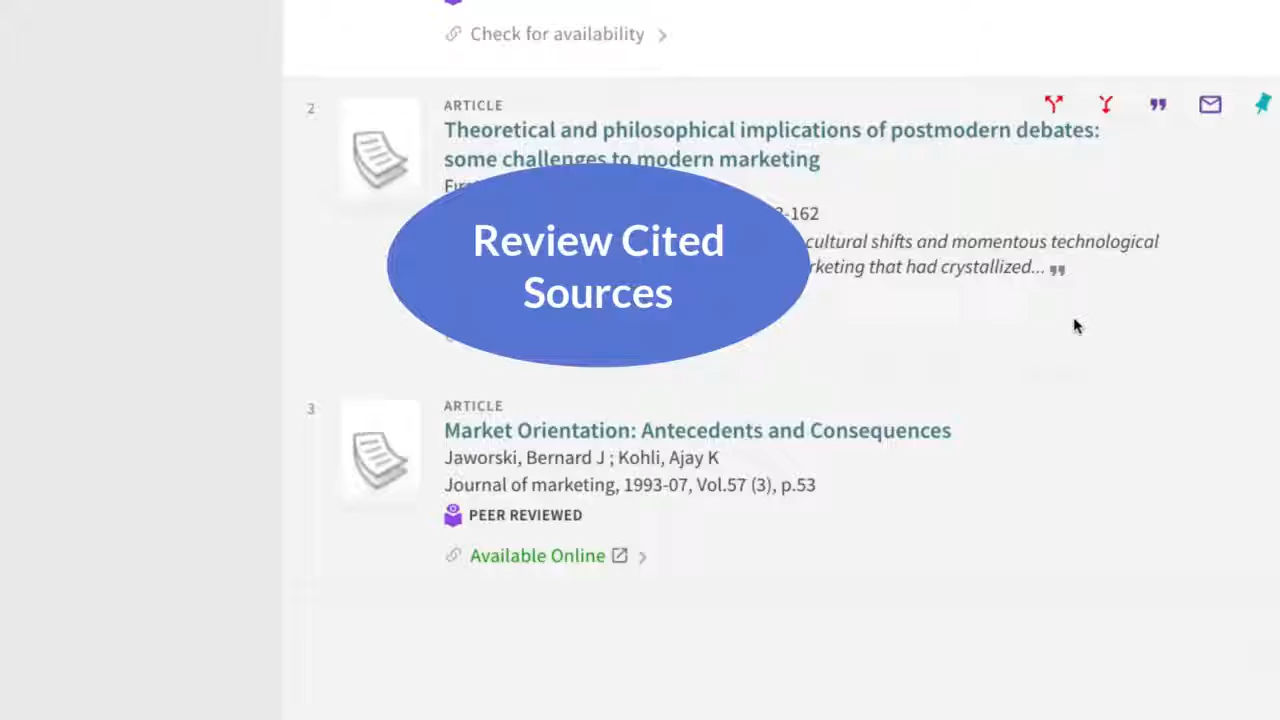 Check for availability
2
ARTICLE
Theoretical and philosophical implications of postmodern debates:
some challenges to modern marketing
-162
cultural shifts and momentous technological
rketing that had crystallized...
Review Cited
Sources
3
ARTICLE
Market Orientation: Antecedents and Consequences
Jaworski, Bernard J ; Kohli, Ajay K
Journal of marketing, 1993-07, Vol.57 (3), p.53
PEER REVIEWED
Available Online